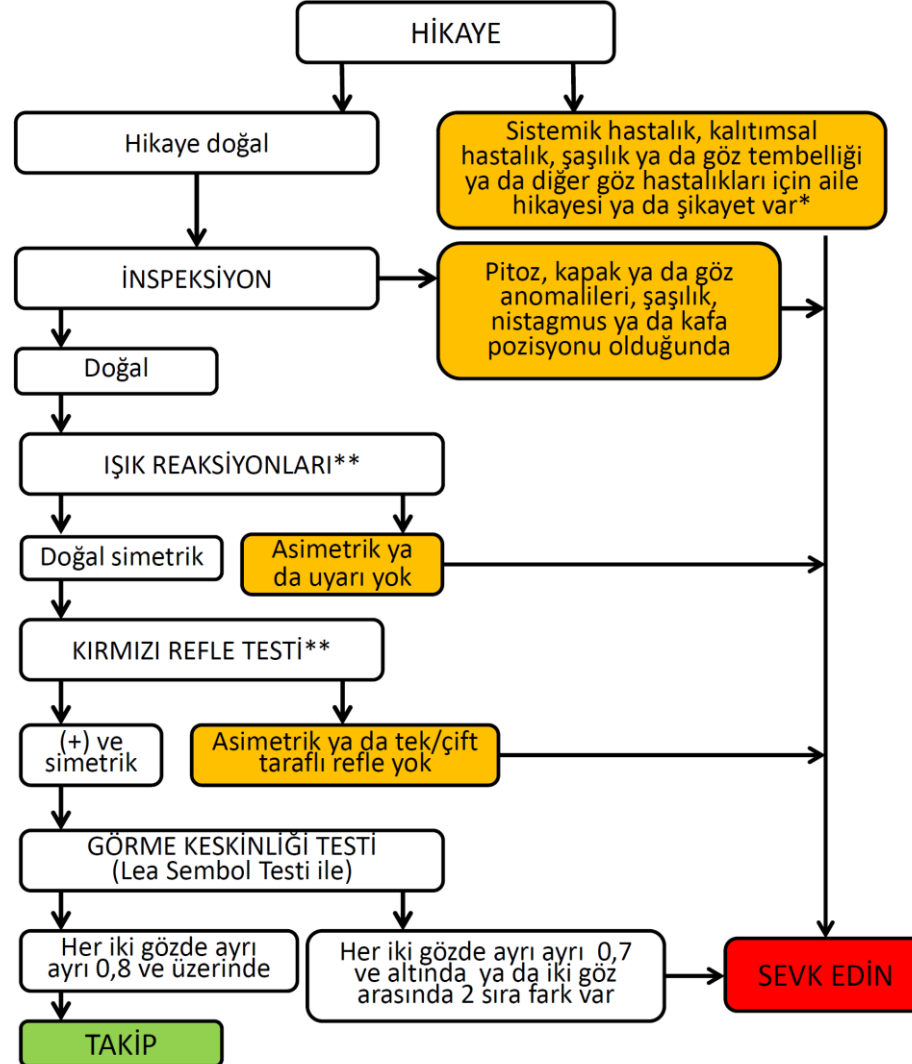 HİKAYE
Hikaye doğal
Sistemik hastalık, kalıtımsal
hastalık, şaşılık ya da göz tembelliği
ya da diğer göz hastalıkları için aile
hikayesi ya da şikayet var*
İNSPEKSİYON
Pitoz, kapak ya da göz
anomalileri, şaşılık,
nistagmus ya da kafa
pozisyonu olduğunda
Doğal
IŞIK REAKSİYONLARI**
Doğal simetrik
Asimetrik ya
da uyarı yok
KIRMIZI REFLE TESTİ**
(+) ve
simetrik
Asimetrik ya da tek/çift
taraflı refle yok
GÖRME KESKİNLİĞİ TESTİ
(Lea Sembol Testi ile)
Her iki gözde ayrı
ayrı 0,8 ve üzerinde
Her iki gözde ayrı ayrı 0,7
ve altında ya da iki göz
arasında 2 sıra fark var
SEVK EDİN
TAKİP